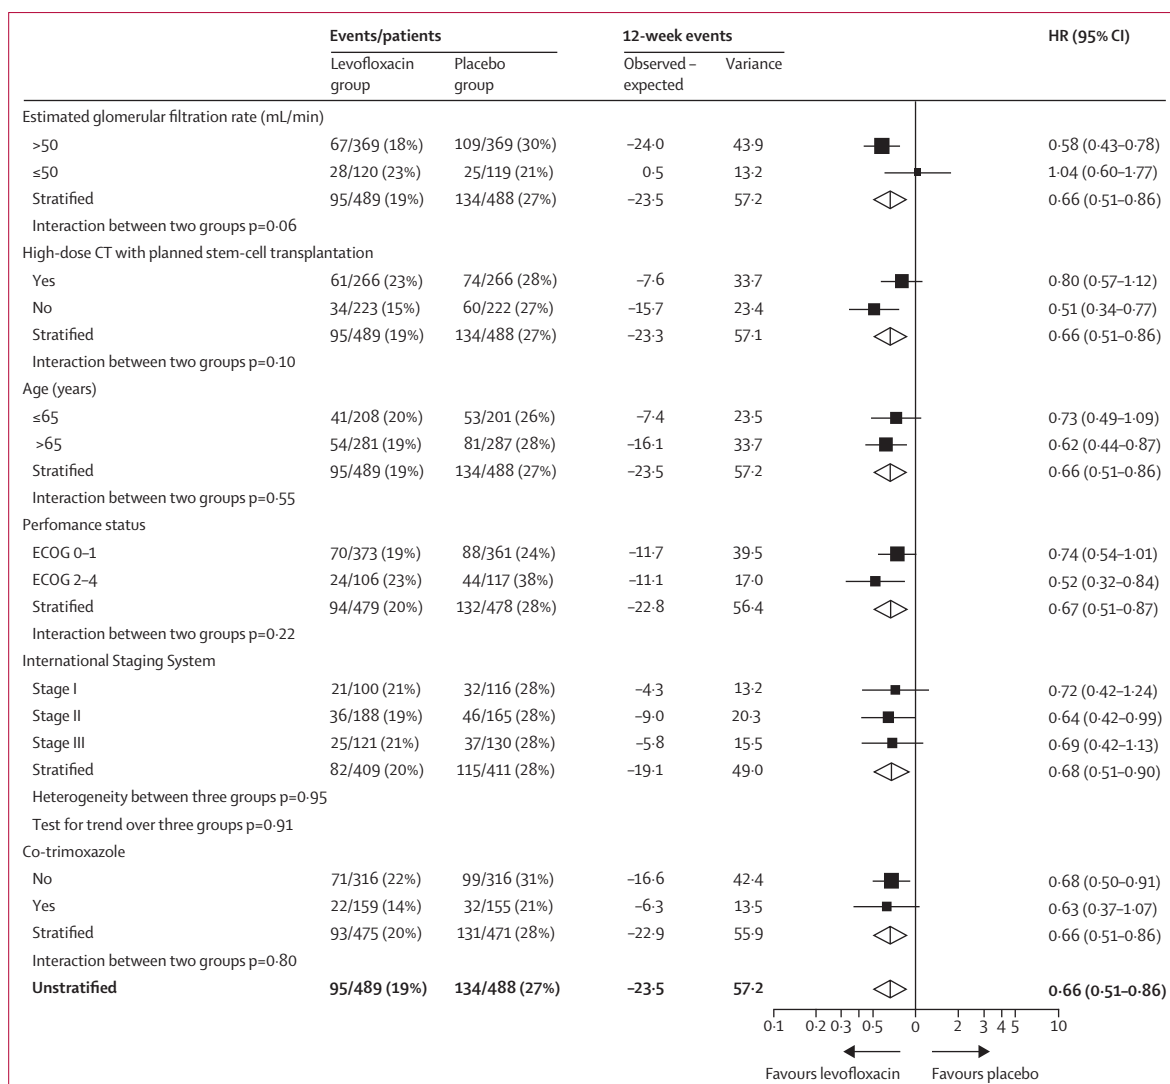 Events/patients 12-week events HR (95% CI)
Levofloxacin group Placebo group Observed – expected Variance
Estimated glomerular filtration rate (mL/min)
>50 67/369 (18%) 109/369 (30%) –24·0 43·9 0·58 (0·43–0·78)
≤50 28/120 (23%) 25/119 (21%) 0·5 13·2 1·04 (0·60–1·77)
Stratified 95/489 (19%) 134/488 (27%) –23·5 57·2 0·66 (0·51–0·86)
Interaction between two groups p=0·06
High-dose CT with planned stem-cell transplantation
Yes 61/266 (23%) 74/266 (28%) –7·6 33·7 0·80 (0·57–1·12)
No 34/223 (15%) 60/222 (27%) –15·7 23·4 0·51 (0·34–0·77)
Stratified 95/489 (19%) 134/488 (27%) –23·3 57·1 0·66 (0·51–0·86)
Interaction between two groups p=0·10
Age (years)
≤65 41/208 (20%) 53/201 (26%) –7·4 23·5 0·73 (0·49–1·09)
>65 54/281 (19%) 81/287 (28%) –16·1 33·7 0·62 (0·44–0·87)
Stratified 95/489 (19%) 134/488 (27%) –23·5 57·2 0·66 (0·51–0·86)
Interaction between two groups p=0·55
Perfomance status
ECOG 0–1 70/373 (19%) 88/361 (24%) –11·7 39·5 0·74 (0·54–1·01)
ECOG 2–4 24/106 (23%) 44/117 (38%) –11·1 17·0 0·52 (0·32–0·84)
Stratified 94/479 (20%) 132/478 (28%) –22·8 56·4 0·67 (0·51–0·87)
Interaction between two groups p=0·22
International Staging System
Stage I 21/100 (21%) 32/116 (28%) –4·3 13·2 0·72 (0·42–1·24)
Stage II 36/188 (19%) 46/165 (28%) –9·0 20·3 0·64 (0·42–0·99)
Stage III 25/121 (21%) 37/130 (28%) –5·8 15·5 0·69 (0·42–1·13)
Stratified 82/409 (20%) 115/411 (28%) –19·1 49·0 0·68 (0·51–0·90)
Heterogeneity between three groups p=0·95
Test for trend over three groups p=0·91
Co-trimoxazole
No 71/316 (22%) 99/316 (31%) –16·6 42·4 0·68 (0·50–0·91)
Yes 22/159 (14%) 32/155 (21%) –6·3 13·5 0·63 (0·37–1·07)
Stratified 93/475 (20%) 131/471 (28%) –22·9 55·9 0·66 (0·51–0·86)
Interaction between two groups p=0·80
Unstratified 95/489 (19%) 134/488 (27%) –23·5 57·2 0·66 (0·51–0·86)
0·1 0·2 0·3 0·5 0 2 3 4 5 10
Favours levofloxacin Favours placebo